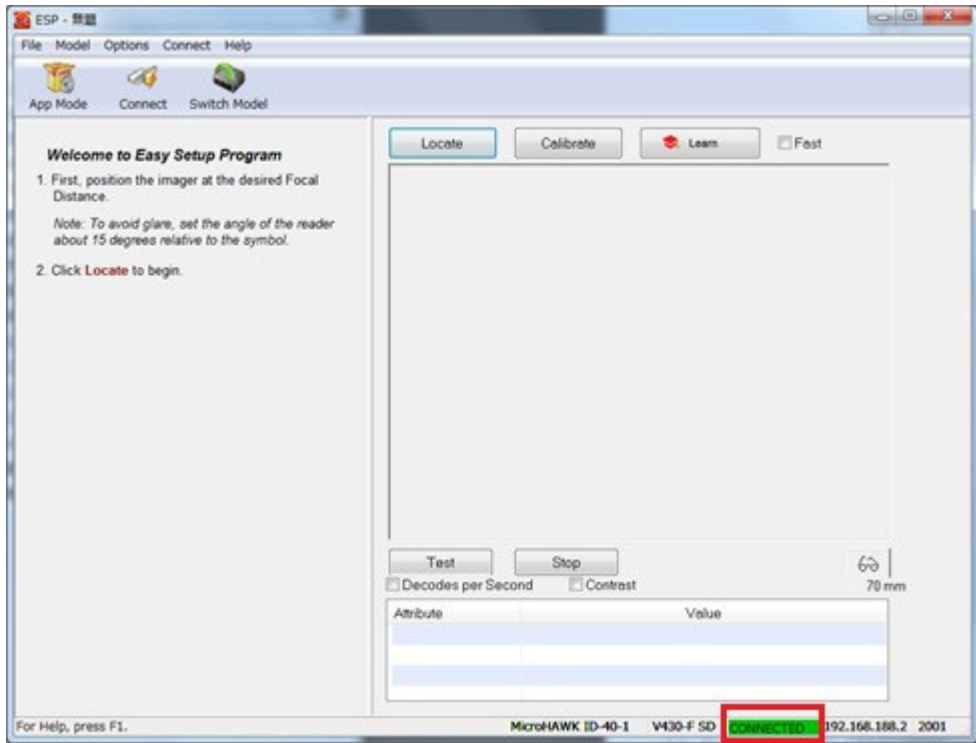 ESP - 無題
File Model Options Connect Help
App Mode Connect Switch Model
Welcome to Easy Setup Program
1. First, position the imager at the desired Focal
Distance.
Note: To avoid glare, set the angle of the reader
about 15 degrees relative to the symbol.
2. Click Locate to begin.
Locate Calibrate Learn Fast
Test Stop
Decodes per Second Contrast
70 mm
Attribute Value
For Help, press F1.
MicroHAWK ID-40-1 V430-F SD CONNECTED 192.168.188.2 2001